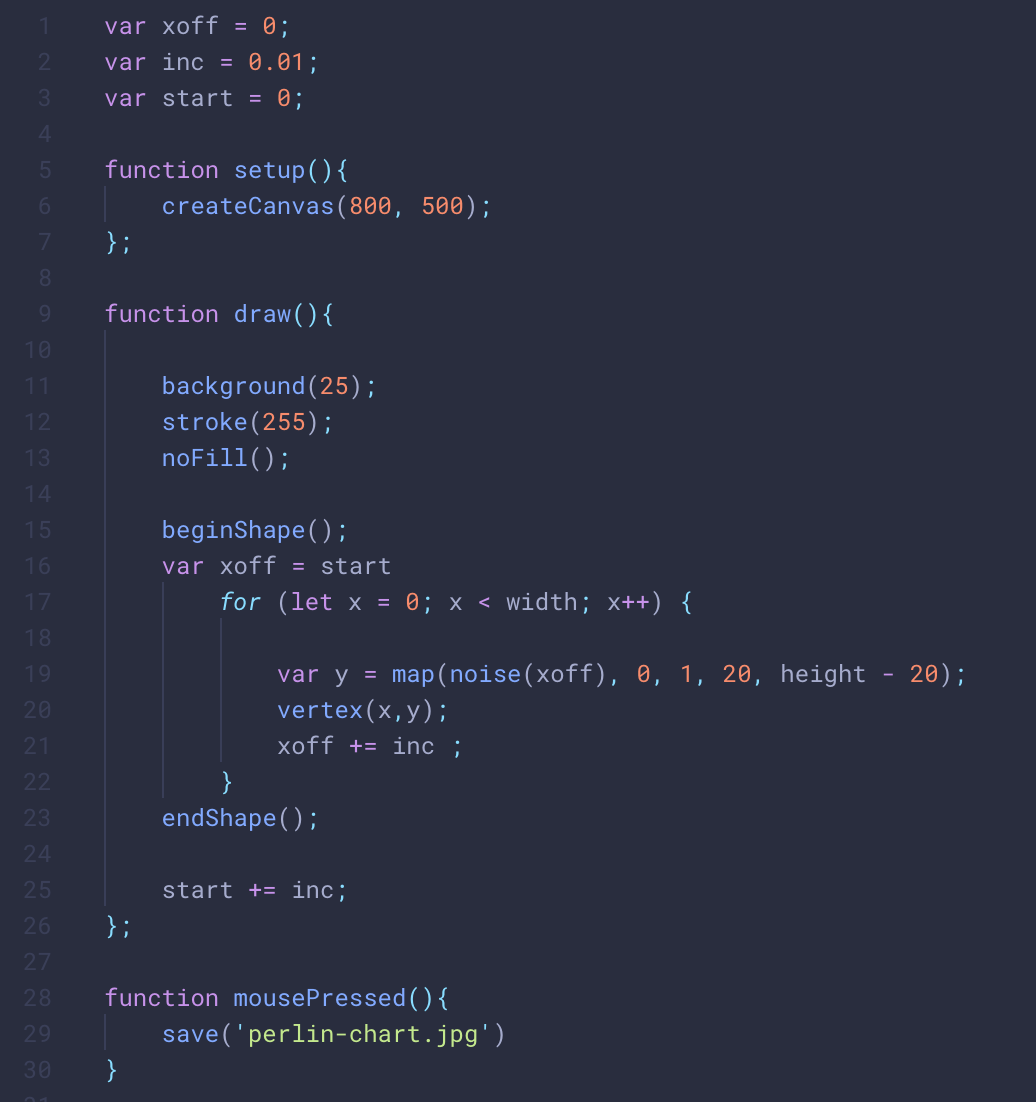 1 var xoff = 0;
2 var inc = 0.01;
3 var start = 0;
4
5 function setup(){
6     createCanvas(800, 500);
7 };
8
9 function draw(){
10
11     background(25);
12     stroke(255);
13     noFill();
14
15     beginShape();
16     var xoff = start
17         for (let x = 0; x < width; x++) {
18
19             var y = map(noise(xoff), 0, 1, 20, height - 20);
20             vertex(x,y);
21             xoff += inc ;
22         }
23     endShape();
24
25     start += inc;
26 };
27
28 function mousePressed(){
29     save('perlin-chart.jpg')
30 }